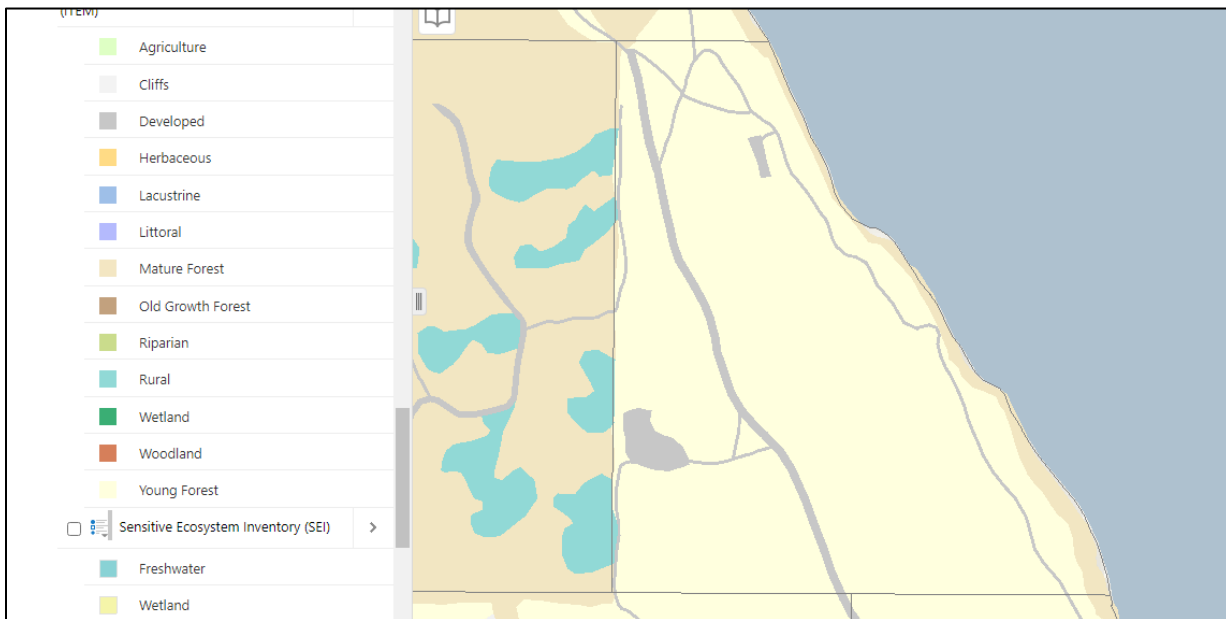 (ITEM)
Agriculture
Cliffs
Developed
Herbaceous
Lacustrine
Littoral
Mature Forest
Old Growth Forest
Riparian
Rural
Wetland
Woodland
Young Forest
Sensitive Ecosystem Inventory (SEI)
Freshwater
Wetland